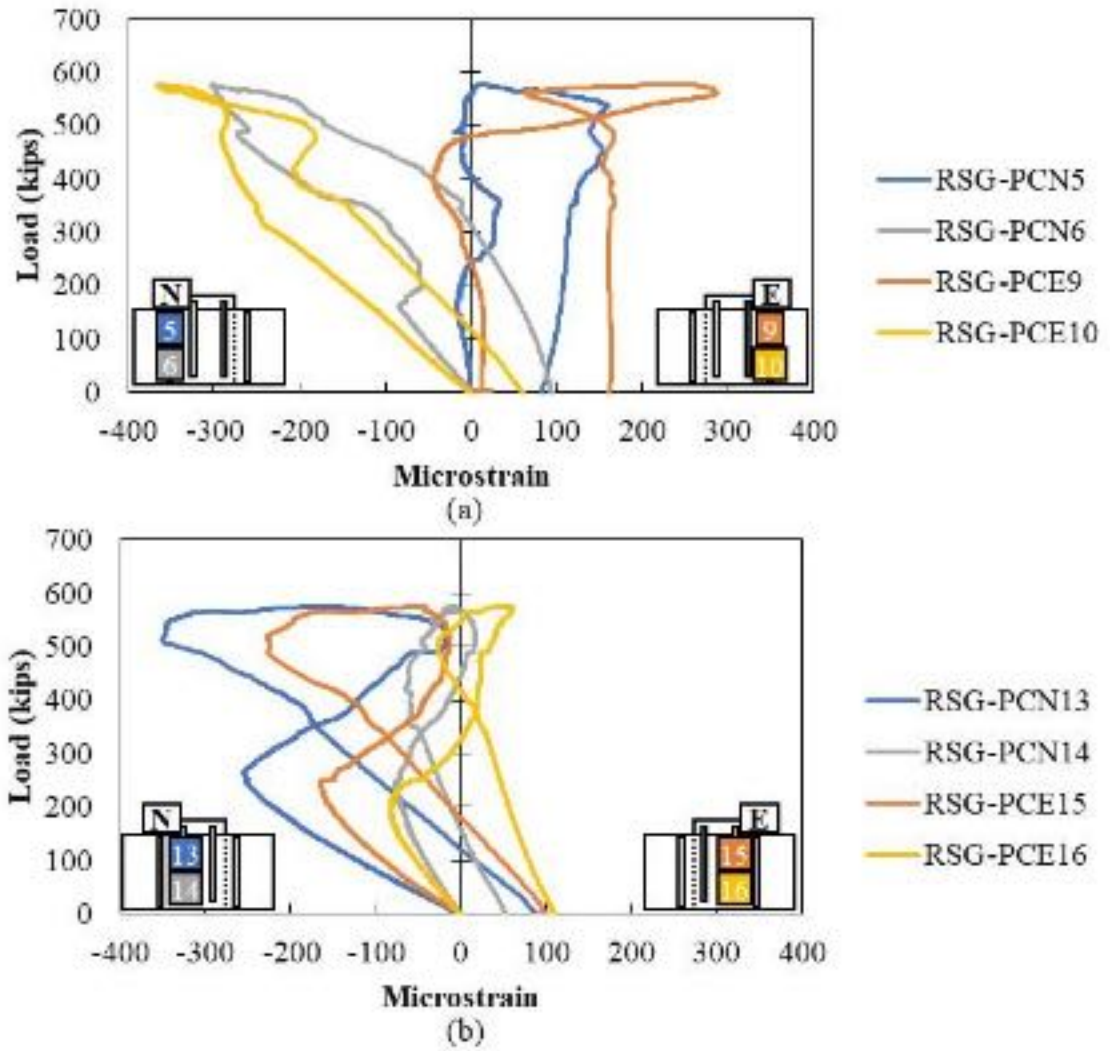 700
600
500
400
300
200
100
0
Load (kips)
-400 -300 -200 -100 0 100 200 300 400
Microstrain
(a)
N
5
6
E
9
10
RSG-PCN5
RSG-PCN6
RSG-PCE9
RSG-PCE10
700
600
500
400
300
200
100
0
Load (kips)
-400 -300 -200 -100 0 100 200 300 400
Microstrain
(b)
N
13
14
E
15
16
RSG-PCN13
RSG-PCN14
RSG-PCE15
RSG-PCE16